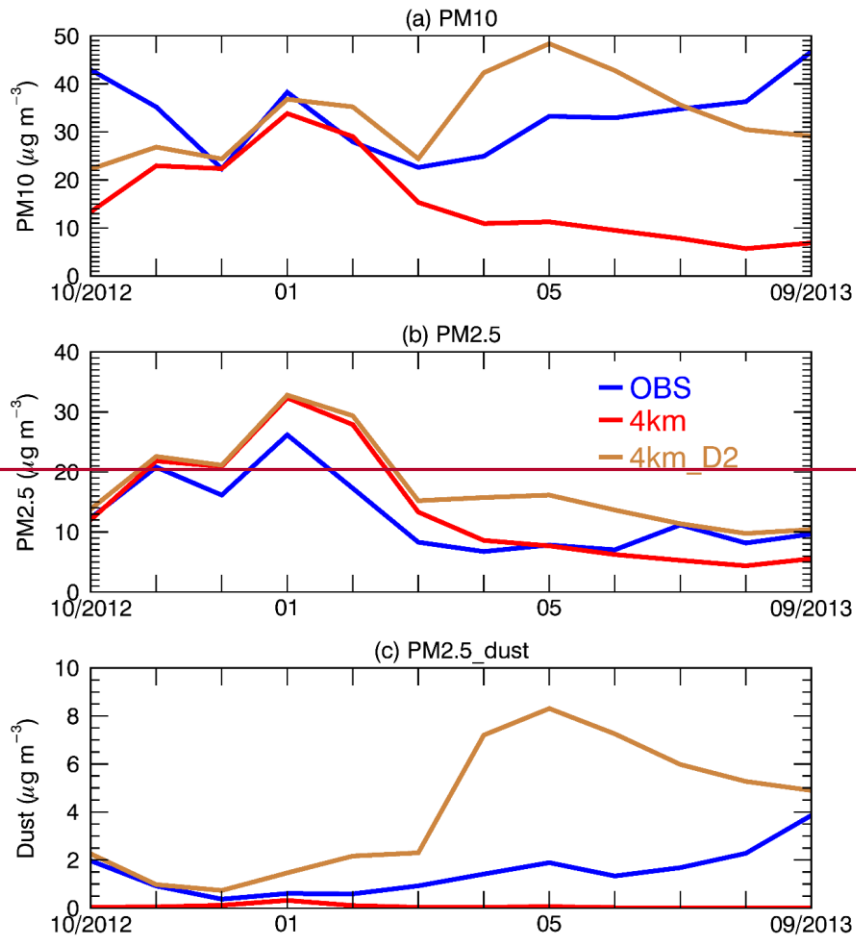 (a) PM10
50
40
30
20
10
0
PM10 (μg m⁻³)
10/2012 01 05 09/2013
(b) PM2.5
40
30
20
10
0
PM2.5 (μg m⁻³)
OBS
4km
4km_D2
10/2012 01 05 09/2013
(c) PM2.5_dust
10
8
6
4
2
0
Dust (μg m⁻³)
10/2012 01 05 09/2013